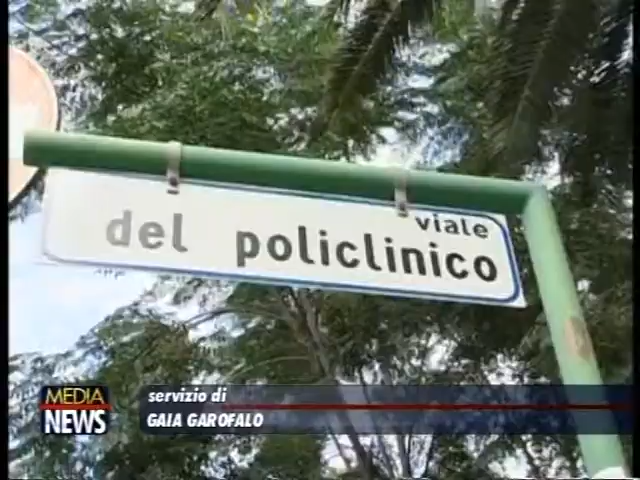 viale
del policlinico
MEDIA
NEWS
servizio di
GAIA GAROFALO